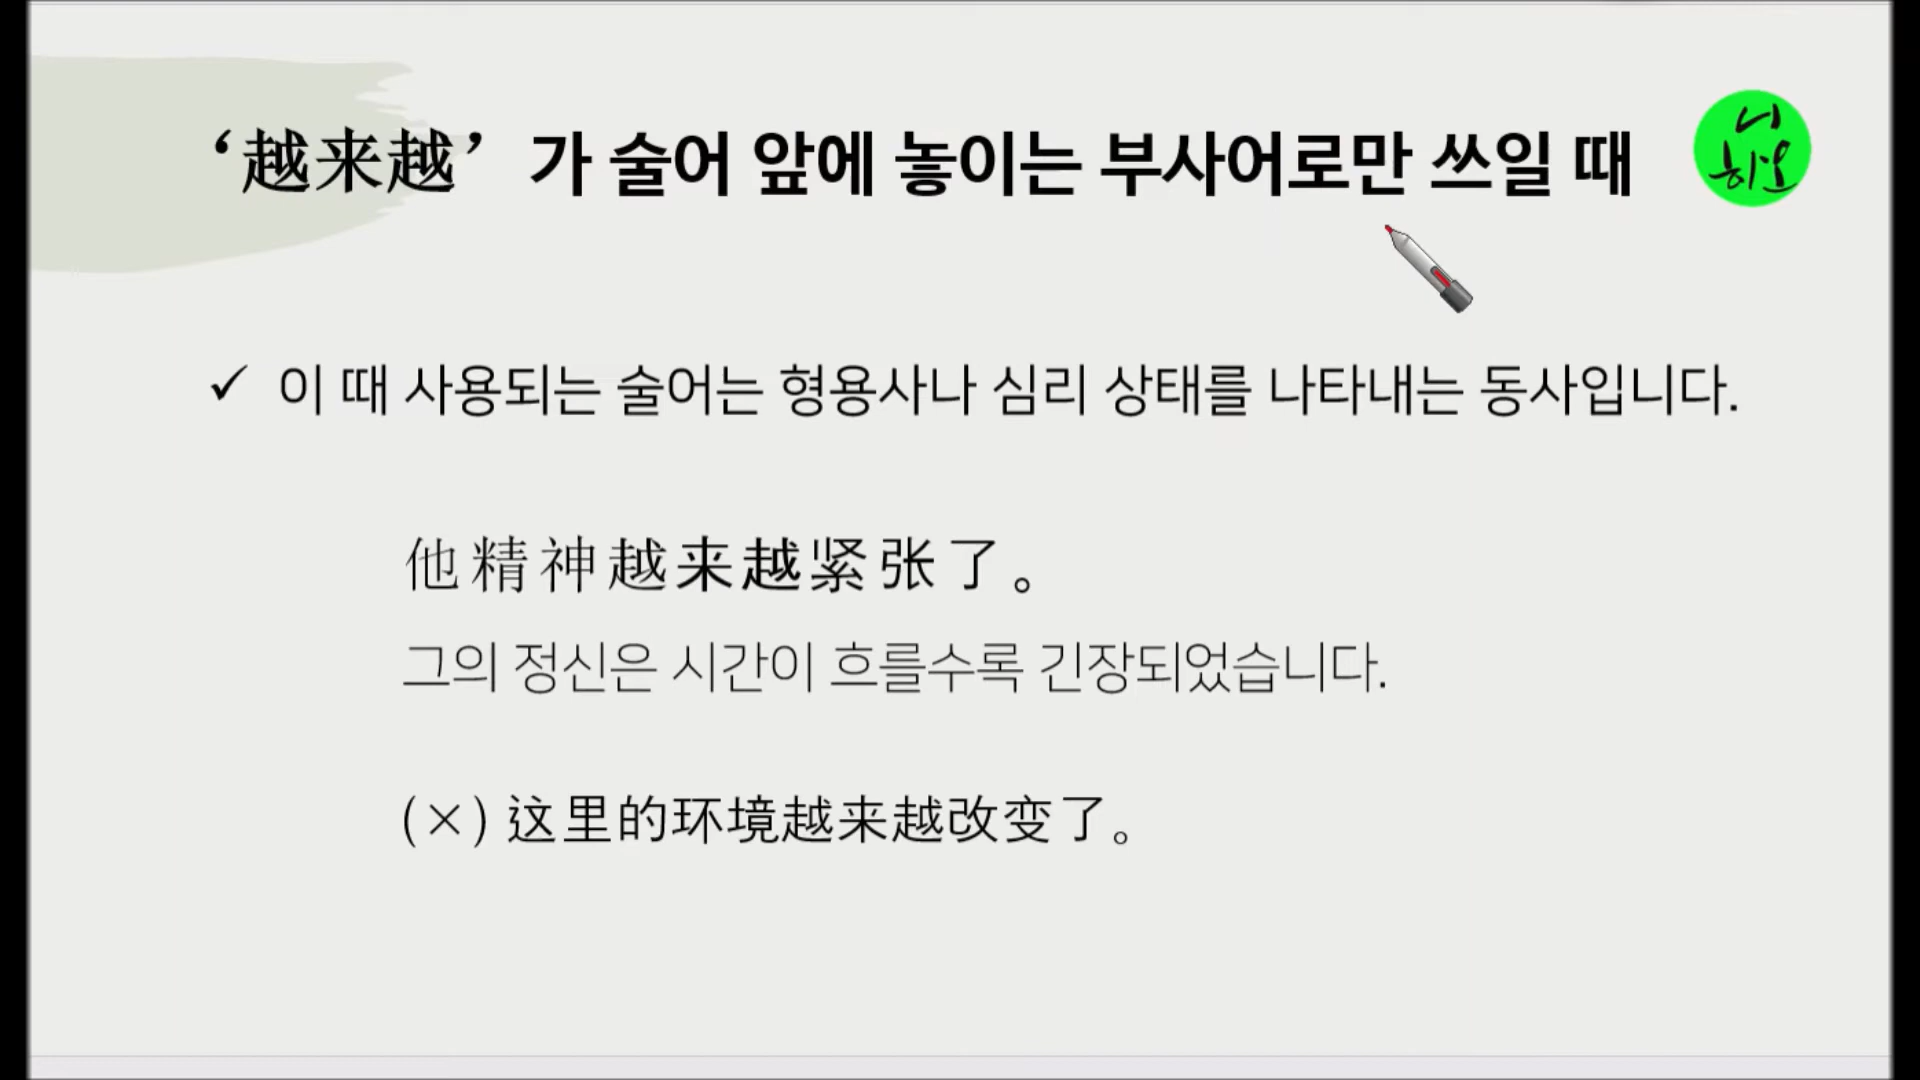 ‘越来越’가 술어 앞에 놓이는 부사어로만 쓰일 때
니
하오
✓ 이 때 사용되는 술어는 형용사나 심리 상태를 나타내는 동사입니다.
他精神越来越紧张了。
그의 정신은 시간이 흐를수록 긴장되었습니다.
(×) 这里的环境越来越改变了。